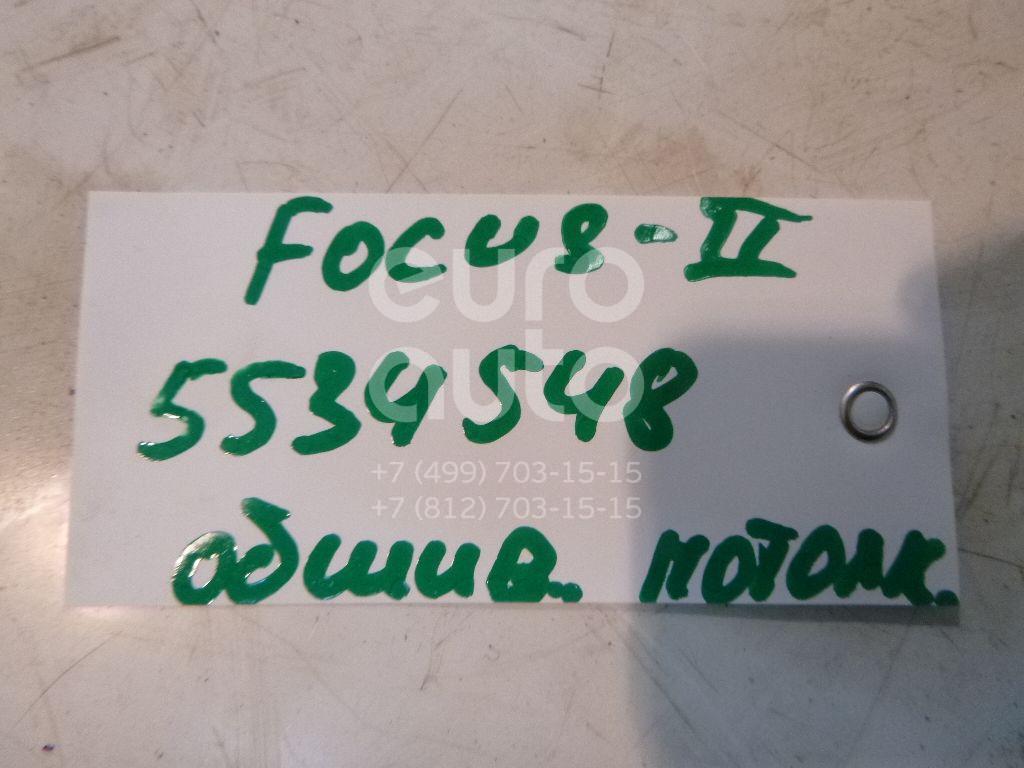 Focus-II
euro
5534548
auto
+7 (499) 703-15-15
+7 (812) 703-15-15
обшив. потолк.